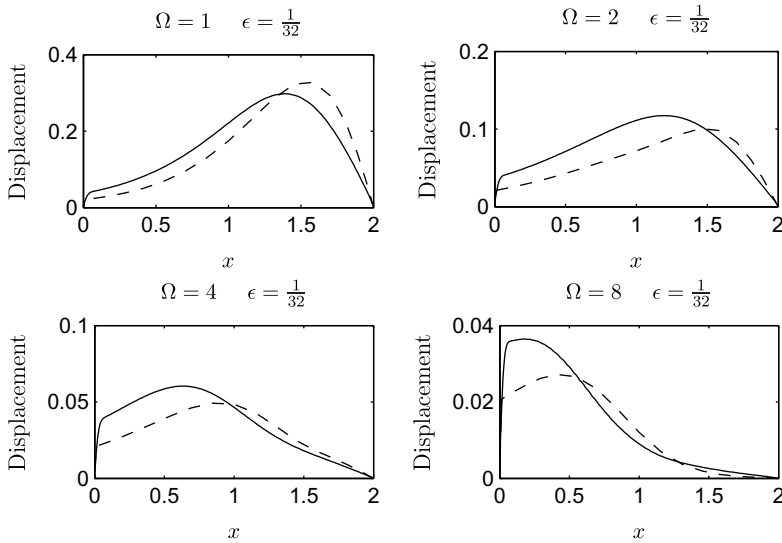 Ω = 1 ϵ = 1/32
Displacement
0.4
0.2
0
0 0.5 1 1.5 2
x
Ω = 2 ϵ = 1/32
Displacement
0.2
0.1
0
0 0.5 1 1.5 2
x
Ω = 4 ϵ = 1/32
Displacement
0.1
0.05
0
0 0.5 1 1.5 2
x
Ω = 8 ϵ = 1/32
Displacement
0.04
0.02
0
0 0.5 1 1.5 2
x